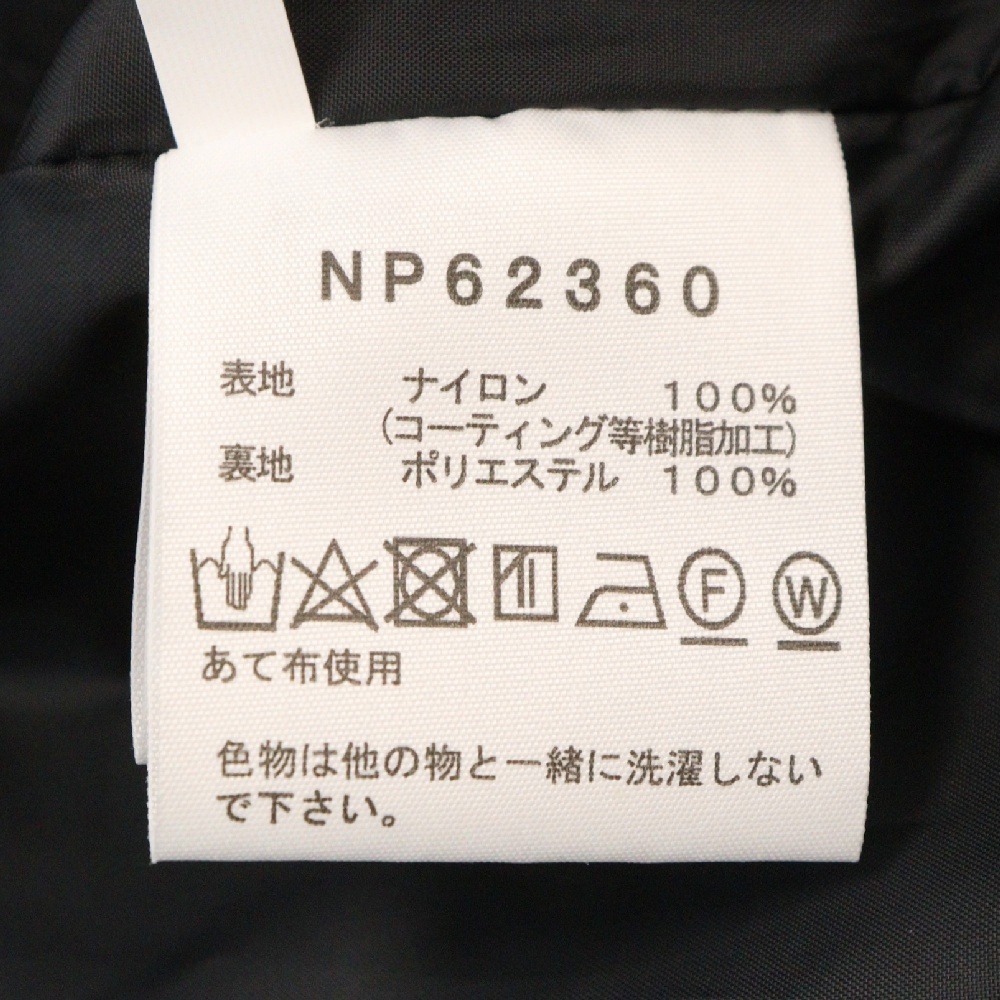 NP62360
表地 ナイロン 100%
(コーティング等樹脂加工)
裏地 ポリエステル 100%
F W
あて布使用
色物は他の物と一緒に洗濯しない
で下さい。